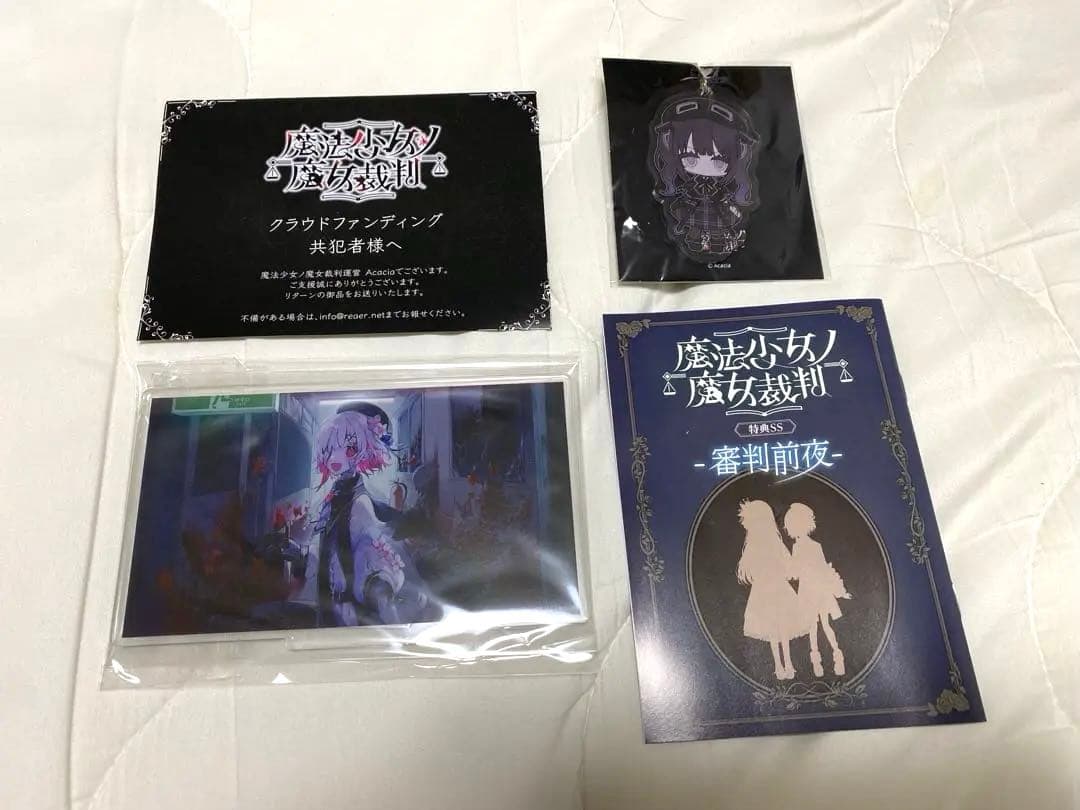 魔法少女ノ
魔女裁判
クラウドファンディング
共犯者様へ
魔法少女ノ魔女裁判運営 Acaciaでございます。
ご支援誠にありがとうございます。
リターンの御品をお送りいたします。
不備がある場合は、info@reaer.netまでお報せください。
© Acacia
魔法少女ノ
魔女裁判
特典SS
-審判前夜-